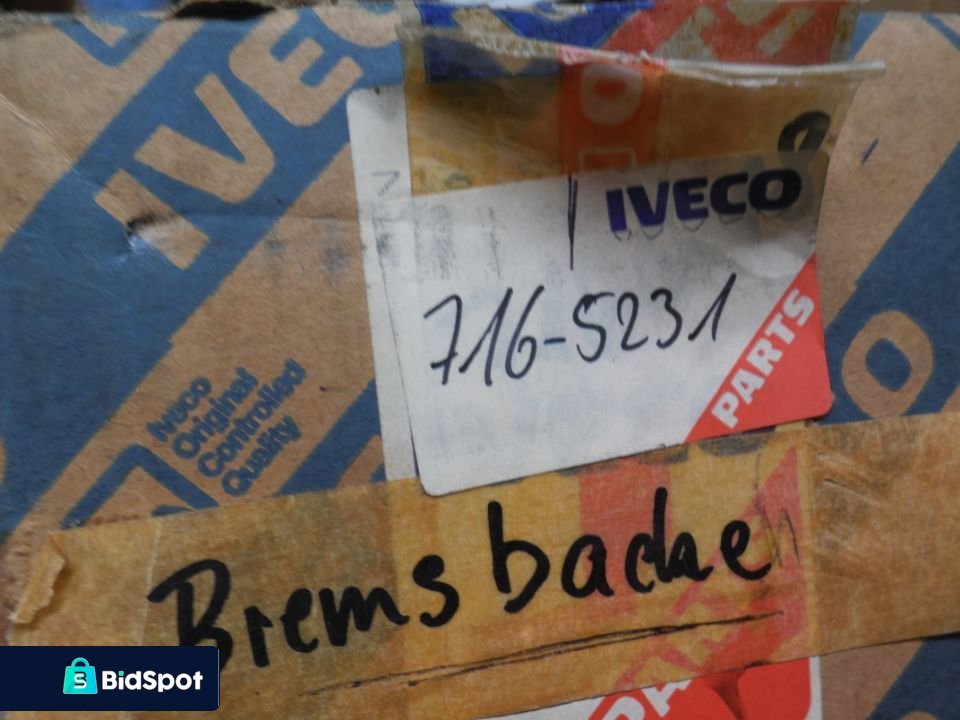 IVECO
IVECO
716-5231
PARTS
Iveco
Original
Controlled
Quality
Bremsbacke
BidSpot